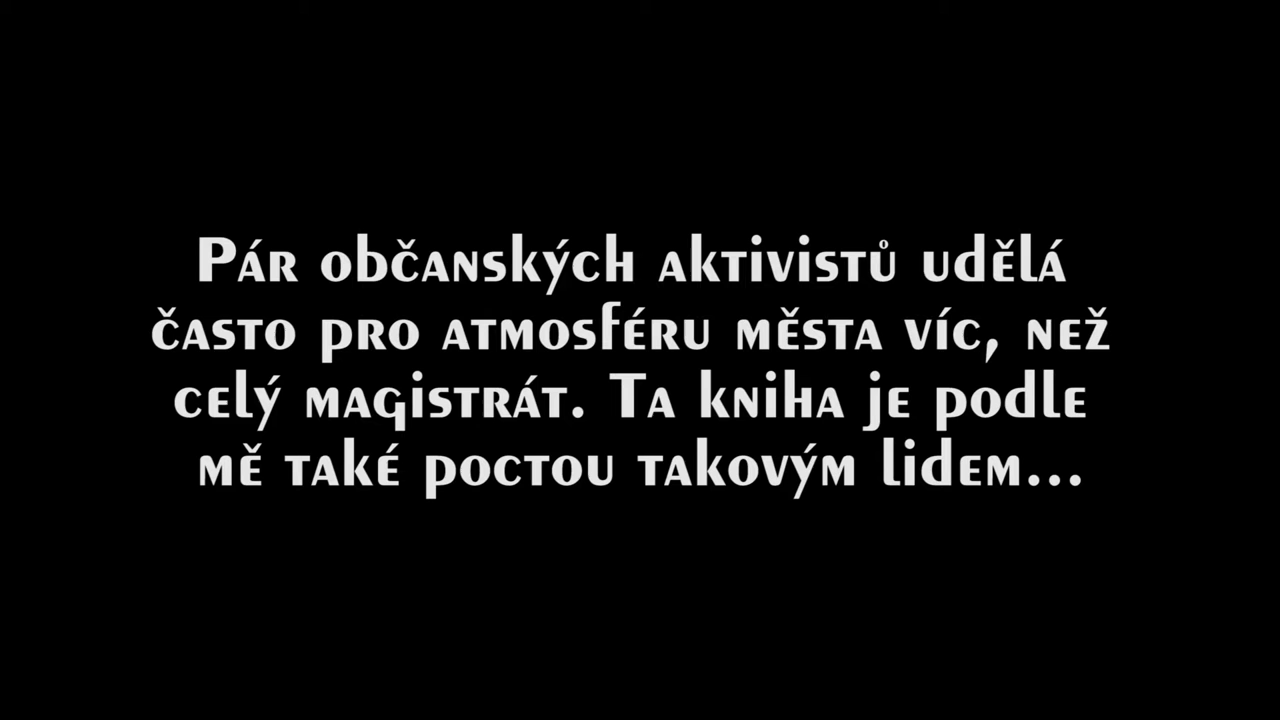 Pár občanských aktivistů udělá
často pro atmosféru města víc, než
celý magistrát. Ta kniha je podle
mě také poctou takovým lidem...